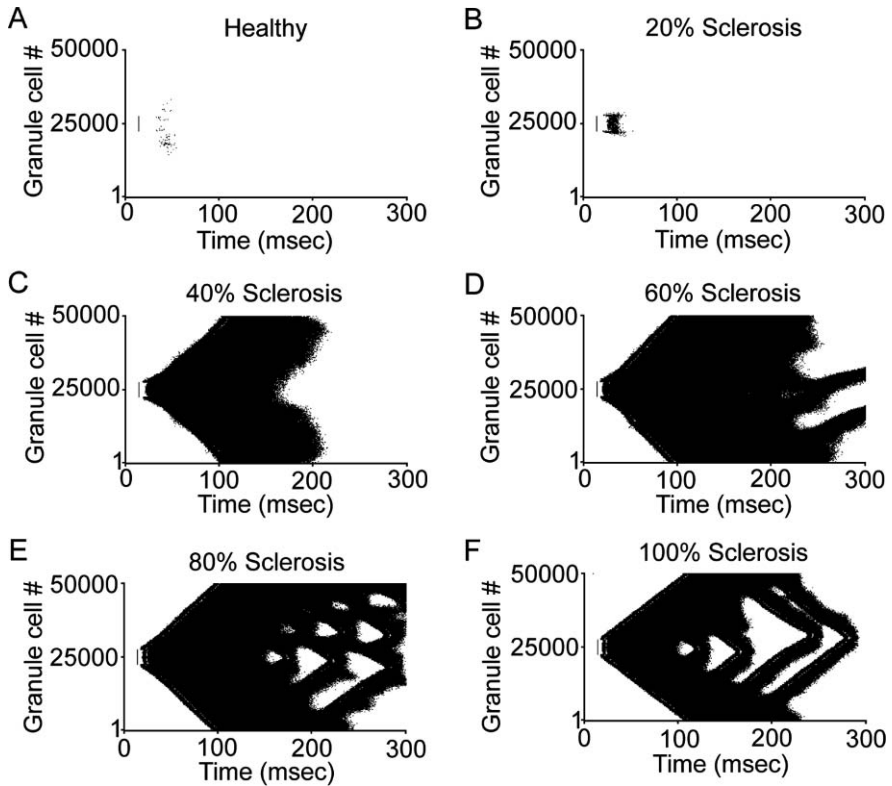 A
Healthy
50000
25000
1
Granule cell #
0 100 200 300
Time (msec)
B
20% Sclerosis
50000
25000
1
Granule cell #
0 100 200 300
Time (msec)
C
40% Sclerosis
50000
25000
1
Granule cell #
0 100 200 300
Time (msec)
D
60% Sclerosis
50000
25000
1
Granule cell #
0 100 200 300
Time (msec)
E
80% Sclerosis
50000
25000
1
Granule cell #
0 100 200 300
Time (msec)
F
100% Sclerosis
50000
25000
1
Granule cell #
0 100 200 300
Time (msec)